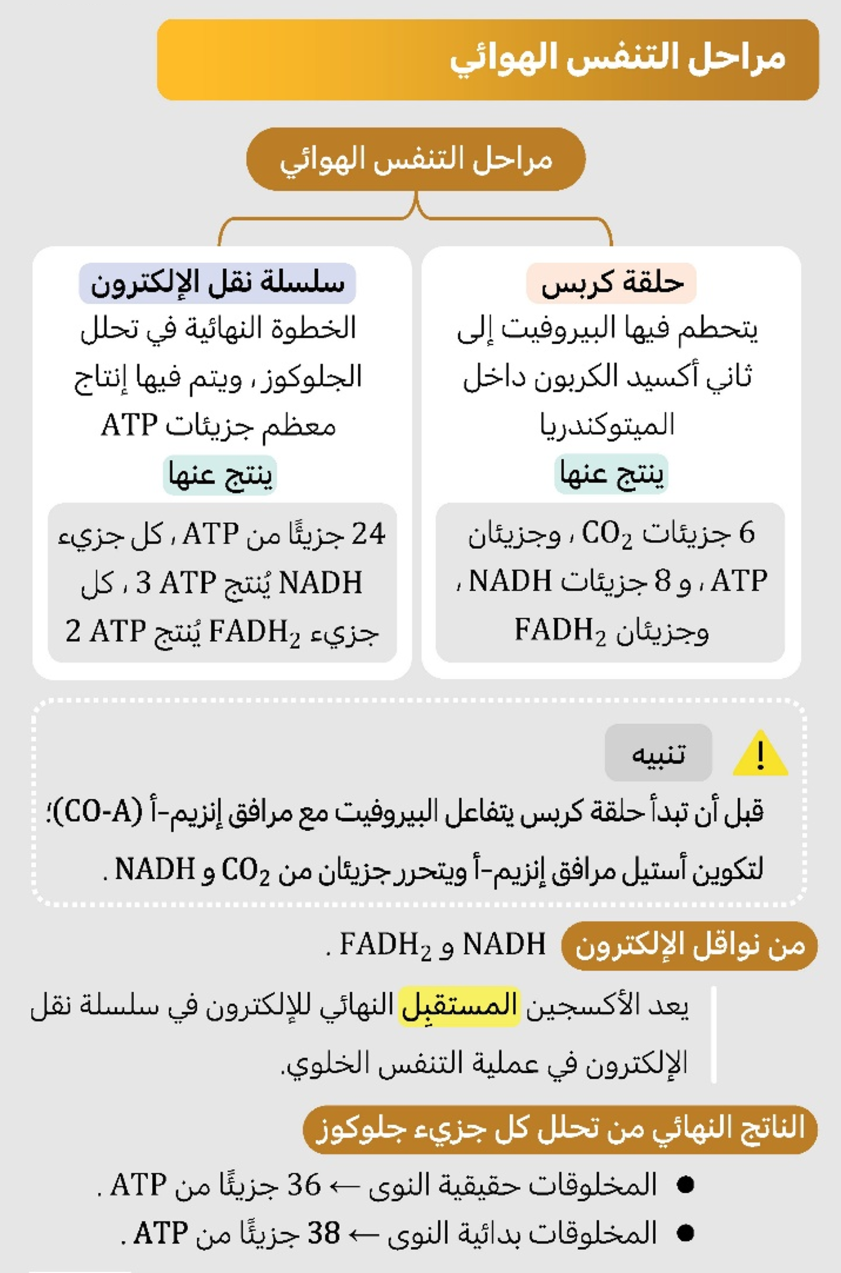 مراحل التنفس الهوائي
مراحل التنفس الهوائي
حلقة كربس
يتحطم فيها البيروفيت إلى
ثاني أكسيد الكربون داخل
الميتوكندريا
ينتج عنها
6 جزيئات CO₂ ، وجزيئان
ATP ، و 8 جزيئات NADH ،
وجزيئان FADH₂
سلسلة نقل الإلكترون
الخطوة النهائية في تحلل
الجلوكوز ، ويتم فيها إنتاج
معظم جزيئات ATP
ينتج عنها
24 جزيئًا من ATP ، كل جزيء
NADH يُنتج 3 ATP ، كل
جزيء FADH₂ يُنتج 2 ATP
! تنبيه
قبل أن تبدأ حلقة كربس يتفاعل البيروفيت مع مرافق إنزيم-أ (CO-A)؛
لتكوين أستيل مرافق إنزيم-أ ويتحرر جزيئان من CO₂ و NADH .
من نواقل الإلكترون NADH و FADH₂ .
يعد الأكسجين المستقبِل النهائي للإلكترون في سلسلة نقل
الإلكترون في عملية التنفس الخلوي.
الناتج النهائي من تحلل كل جزيء جلوكوز
● المخلوقات حقيقية النوى ← 36 جزيئًا من ATP .
● المخلوقات بدائية النوى ← 38 جزيئًا من ATP .